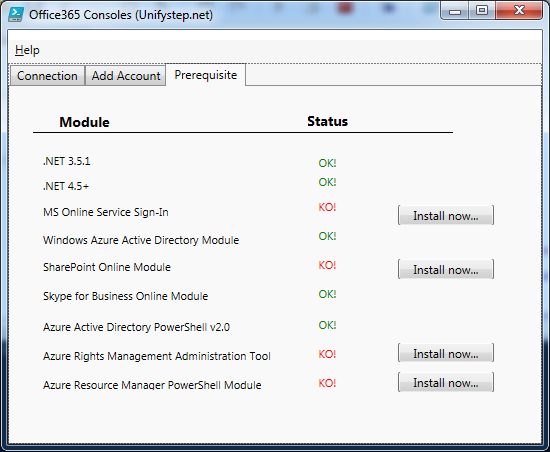 Office365 Consoles (Unifystep.net)
Help
Connection Add Account Prerequisite
Module Status
.NET 3.5.1 OK!
.NET 4.5+ OK!
MS Online Service Sign-In KO! Install now...
Windows Azure Active Directory Module OK!
SharePoint Online Module KO! Install now...
Skype for Business Online Module OK!
Azure Active Directory PowerShell v2.0 OK!
Azure Rights Management Administration Tool KO! Install now...
Azure Resource Manager PowerShell Module KO! Install now...